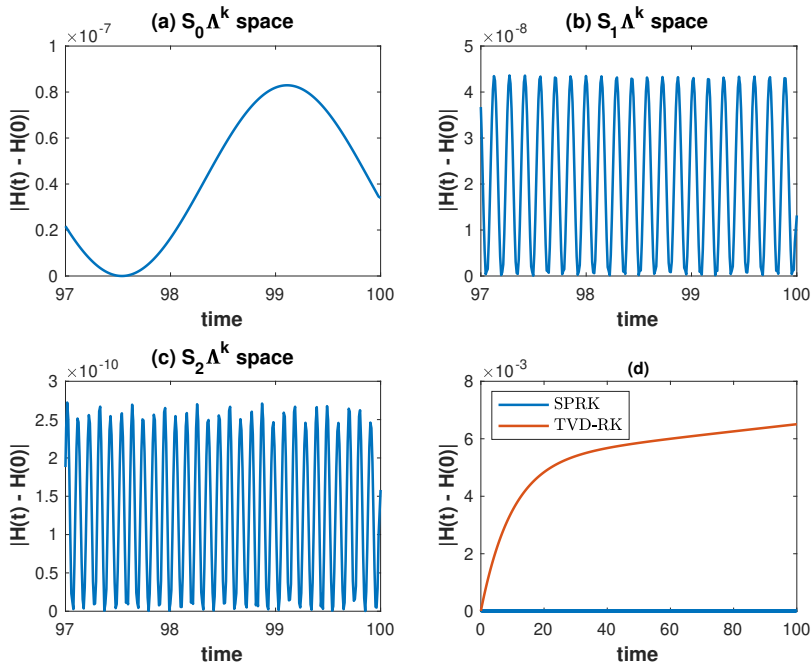 (a) S₀Λᵏ space
×10⁻⁷
1
0.8
0.6
0.4
0.2
0
|H(t) - H(0)|
97 98 99 100
time
(b) S₁Λᵏ space
×10⁻⁸
5
4
3
2
1
0
|H(t) - H(0)|
97 98 99 100
time
(c) S₂Λᵏ space
×10⁻¹⁰
3
2.5
2
1.5
1
0.5
0
|H(t) - H(0)|
97 98 99 100
time
(d)
×10⁻³
8
6
4
2
0
|H(t) - H(0)|
SPRK
TVD-RK
0 20 40 60 80 100
time